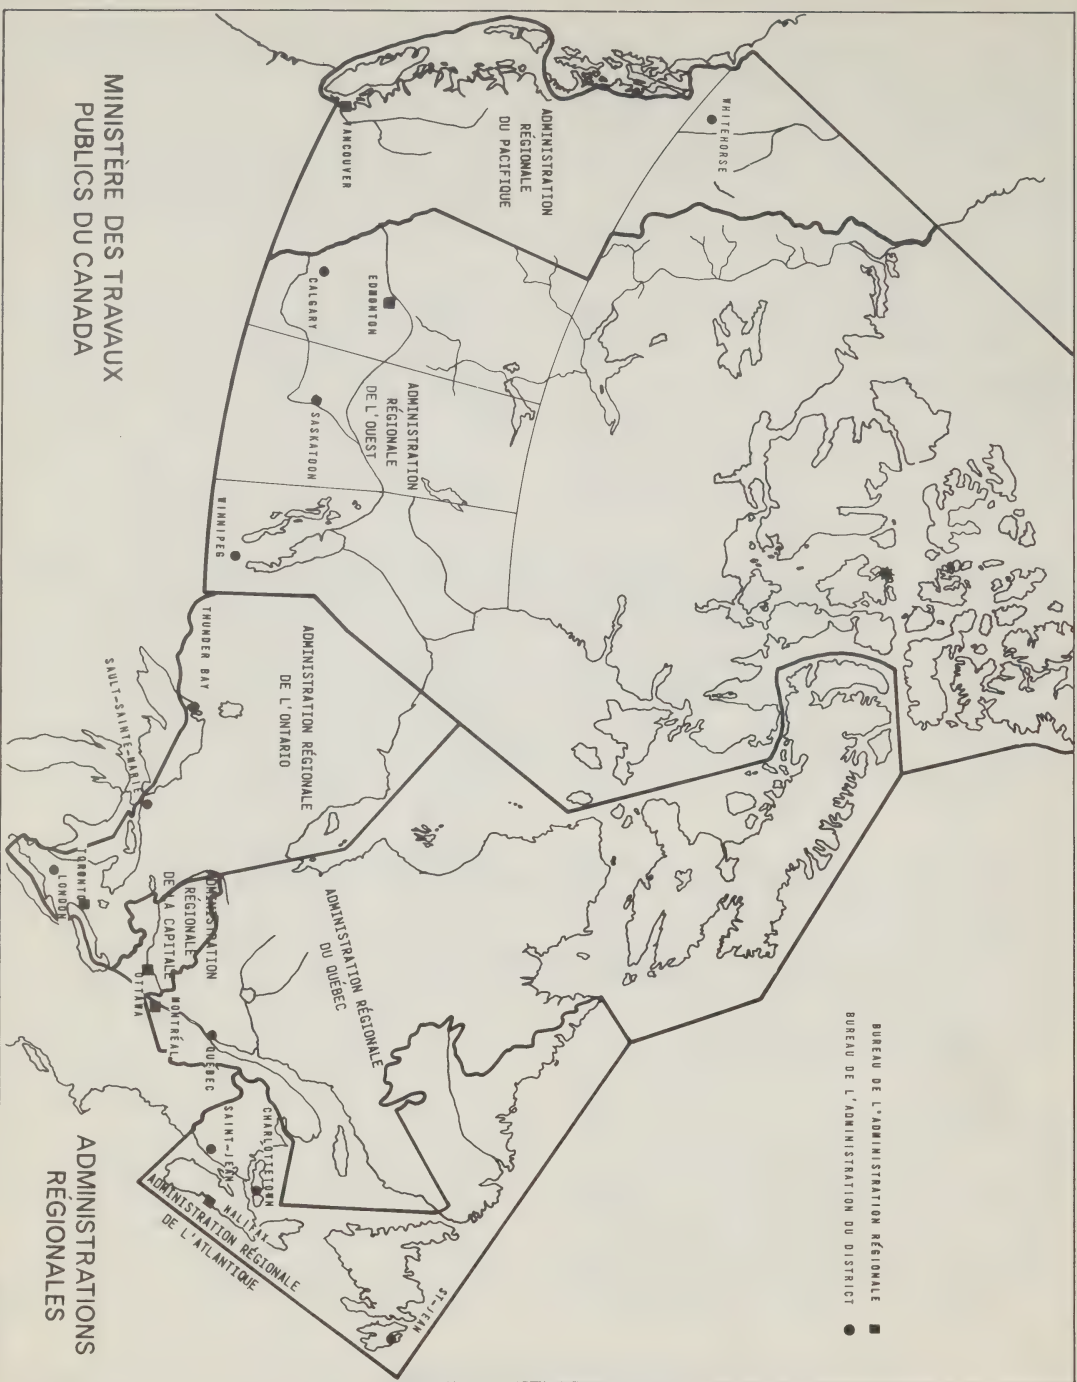 MINISTÈRE DES TRAVAUX
PUBLICS DU CANADA
ADMINISTRATIONS
RÉGIONALES
BUREAU DE L'ADMINISTRATION RÉGIONALE
BUREAU DE L'ADMINISTRATION DU DISTRICT
WHITEHORSE
ADMINISTRATION
RÉGIONALE
DU PACIFIQUE
VANCOUVER
EDMONTON
CALGARY
ADMINISTRATION
RÉGIONALE
DE L'OUEST
SASKATOON
WINNIPEG
THUNDER BAY
ADMINISTRATION RÉGIONALE
DE L'ONTARIO
SAULT-SAINTE-MARIE
TORONTO
LONDON
ADMINISTRATION
RÉGIONALE
DE LA CAPITALE
OTTAWA
MONTRÉAL
ADMINISTRATION RÉGIONALE
DU QUÉBEC
QUÉBEC
SAINT-JEAN
CHARLOTTETOWN
HALIFAX
ADMINISTRATION RÉGIONALE
DE L'ATLANTIQUE
ST-JEAN